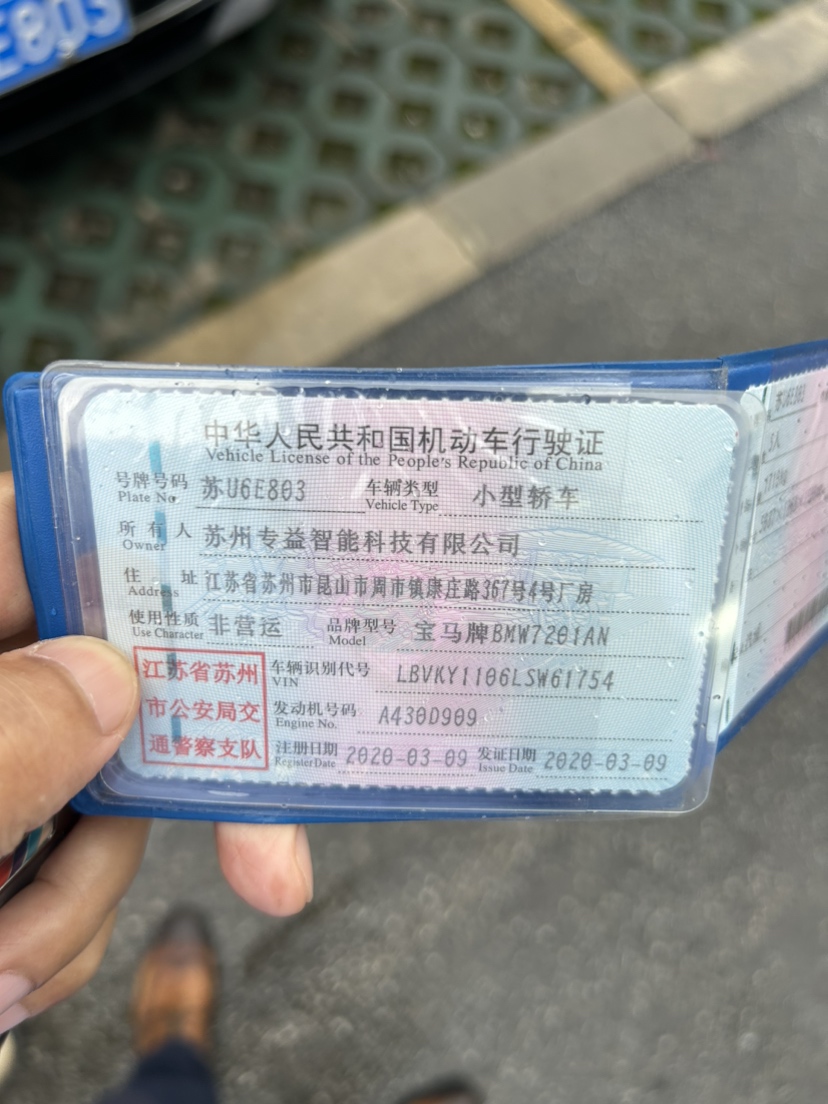 E803
中华人民共和国机动车行驶证
Vehicle License of the People's Republic of China
号牌号码 苏U6E803 车辆类型 小型轿车
Plate No. Vehicle Type
所有人 苏州专益智能科技有限公司
Owner
住址 江苏省苏州市昆山市周市镇康庄路367号4号厂房
Address
使用性质 非营运 品牌型号 宝马牌BMW7201AN
Use Character Model
江苏省苏州
市公安局交
通警察支队
车辆识别代号 LBVKY1106LSW61754
VIN
发动机号码 A430D909
Engine No.
注册日期 2020-03-09 发证日期 2020-03-09
Register Date Issue Date